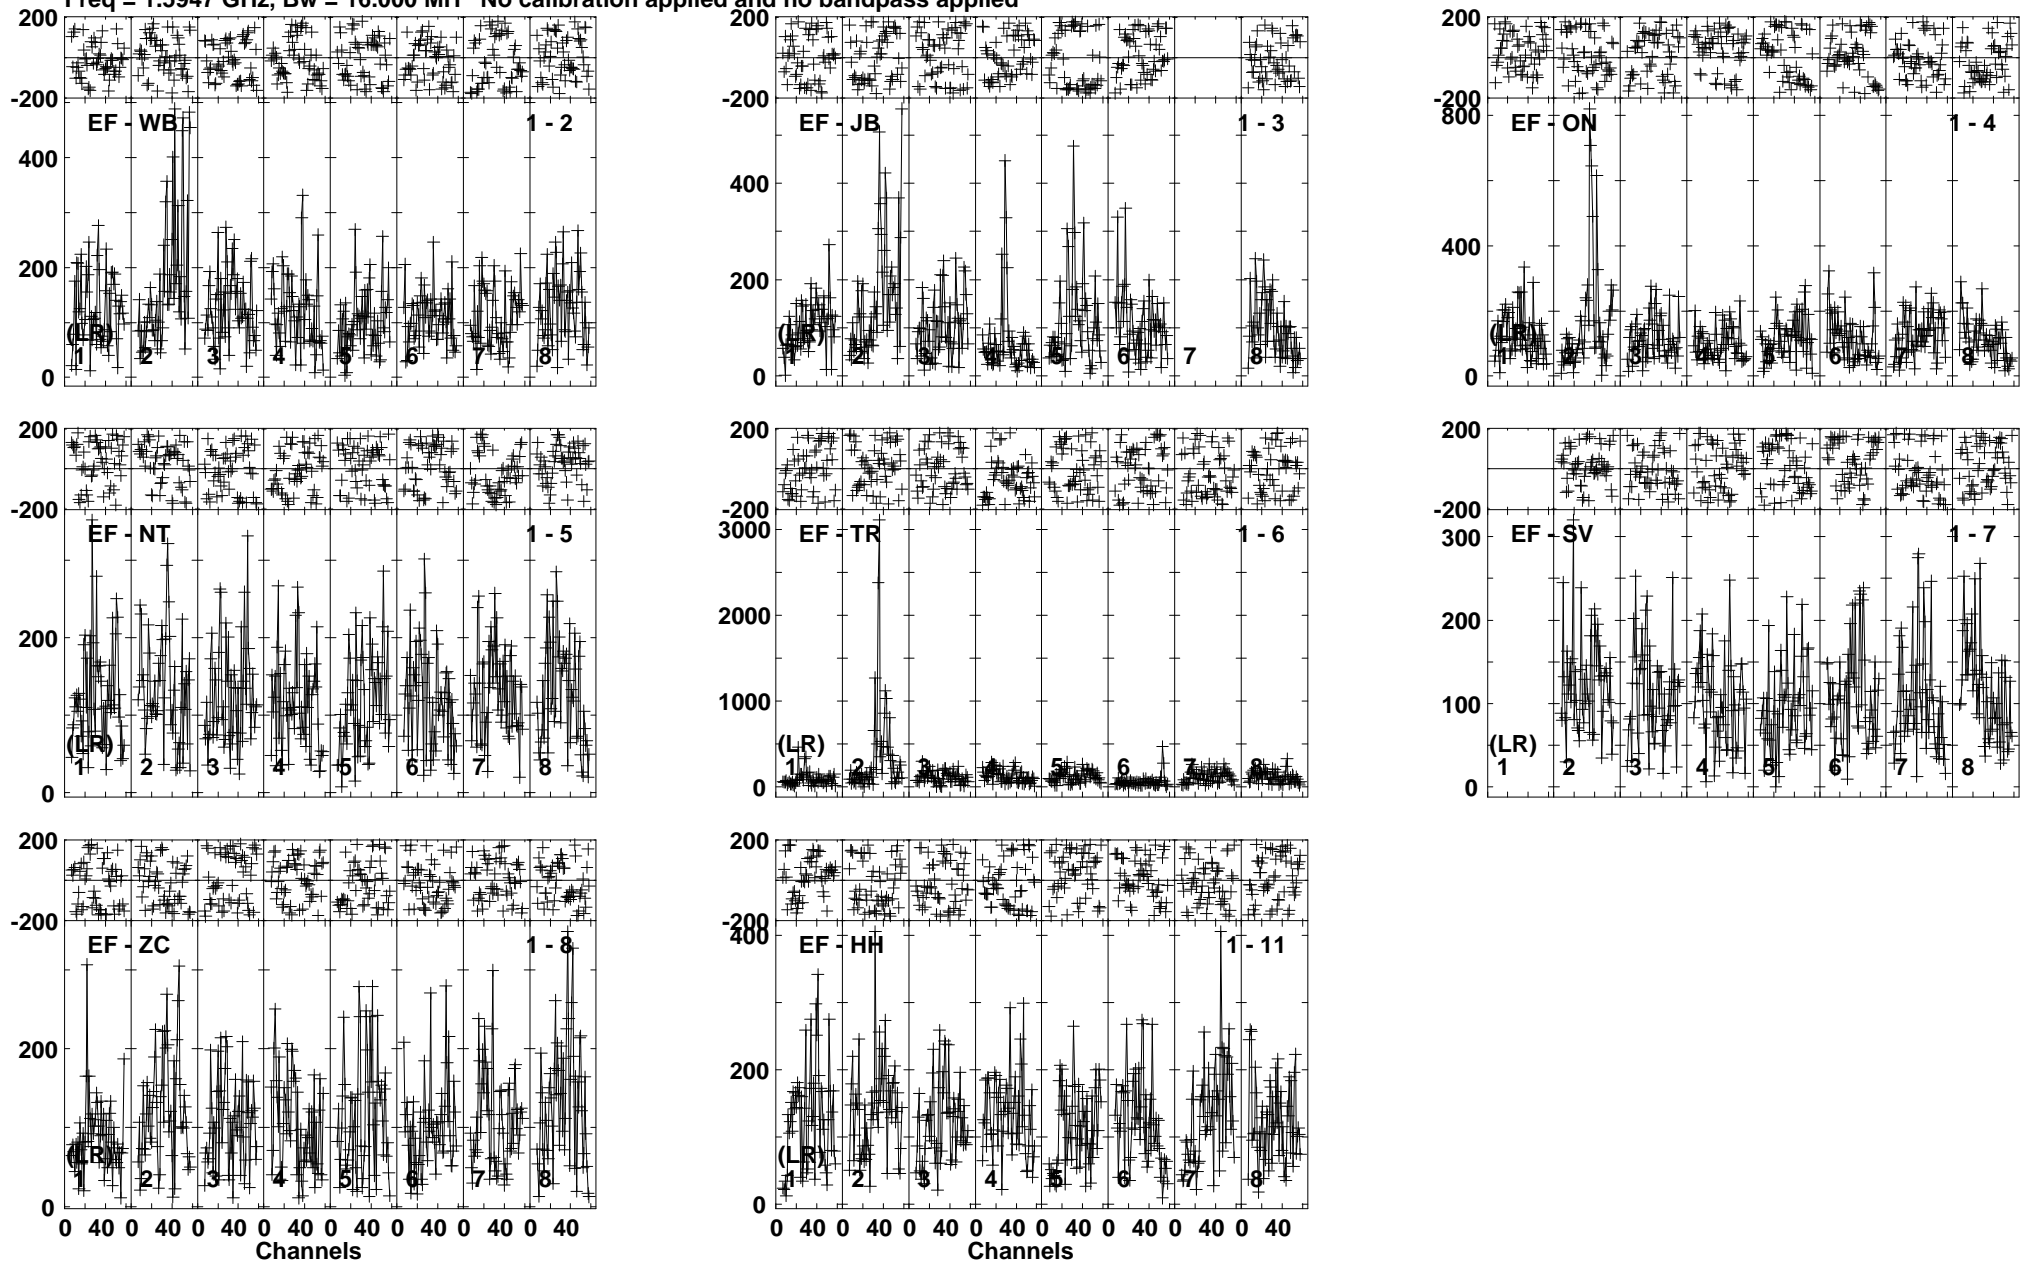 Freq = 1.5947 GHz, Bw = 16.000 MH No calibration applied and no bandpass applied
200
-200
EF - WB
1 - 2
400
200
0
(LR)
1 2 3 4 5 6 7 8
200
-200
EF - JB
1 - 3
400
200
0
(LR)
1 2 3 4 5 6 7 8
200
-200
EF - ON
1 - 4
800
400
0
(LR)
1 2 3 4 5 6 7 8
200
-200
EF - NT
1 - 5
200
0
(LR)
1 2 3 4 5 6 7 8
200
-200
EF - TR
1 - 6
3000
2000
1000
0
(LR)
1 2 3 4 5 6 7 8
200
-200
EF - SV
1 - 7
300
200
100
0
(LR)
1 2 3 4 5 6 7 8
200
-200
EF - ZC
1 - 8
200
0
(LR)
1 2 3 4 5 6 7 8
0 40 0 40 0 40 0 40 0 40 0 40 0 40 0 40
Channels
200
-200
EF - HH
1 - 11
400
200
0
(LR)
1 2 3 4 5 6 7 8
0 40 0 40 0 40 0 40 0 40 0 40 0 40 0 40
Channels